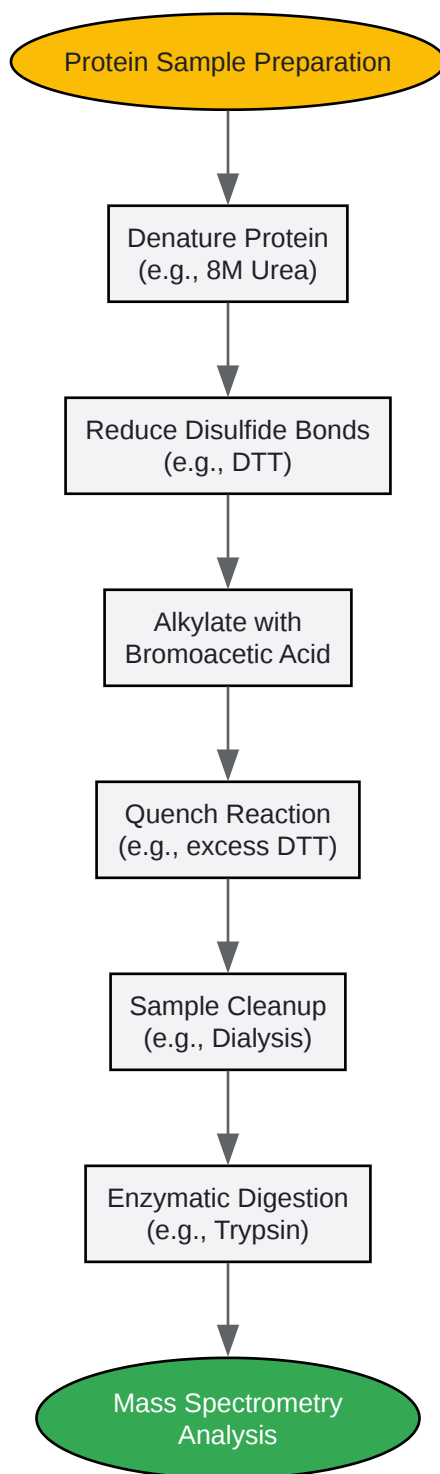 Protein Sample Preparation
Denature Protein
(e.g., 8M Urea)
Reduce Disulfide Bonds
(e.g., DTT)
Alkylate with
Bromoacetic Acid
Quench Reaction
(e.g., excess DTT)
Sample Cleanup
(e.g., Dialysis)
Enzymatic Digestion
(e.g., Trypsin)
Mass Spectrometry
Analysis